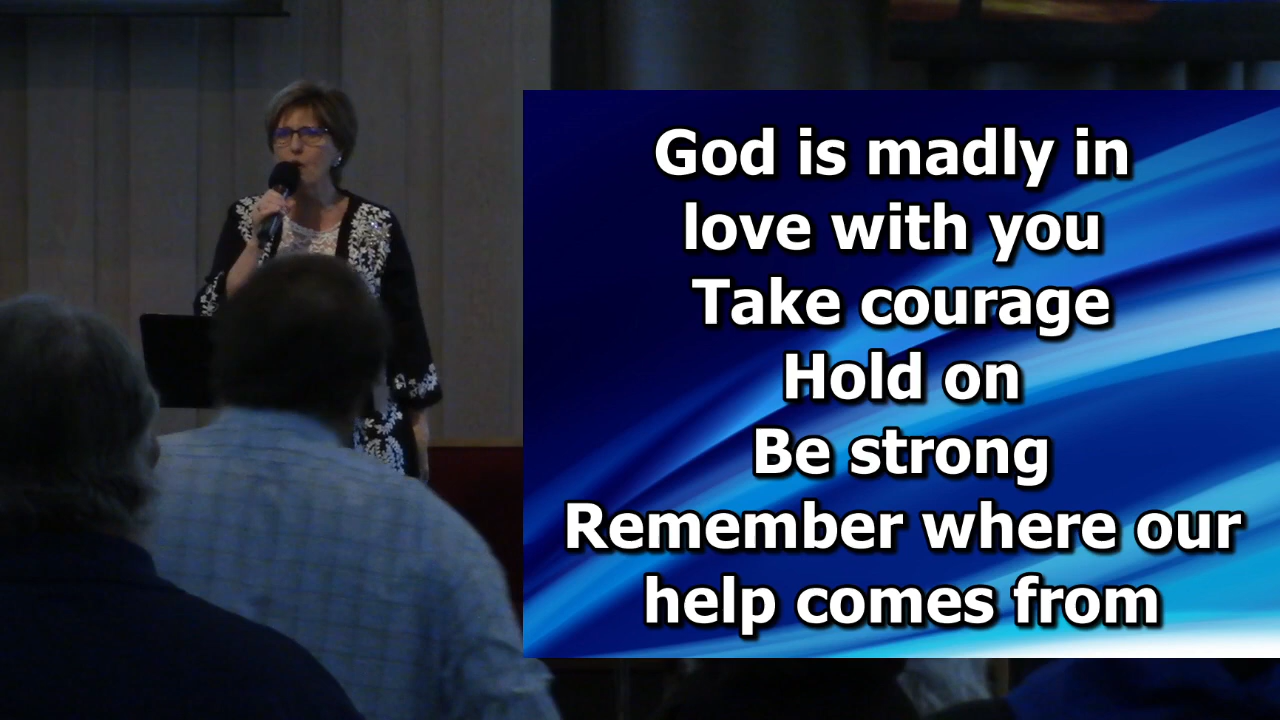 God is madly in
love with you
Take courage
Hold on
Be strong
Remember where our
help comes from